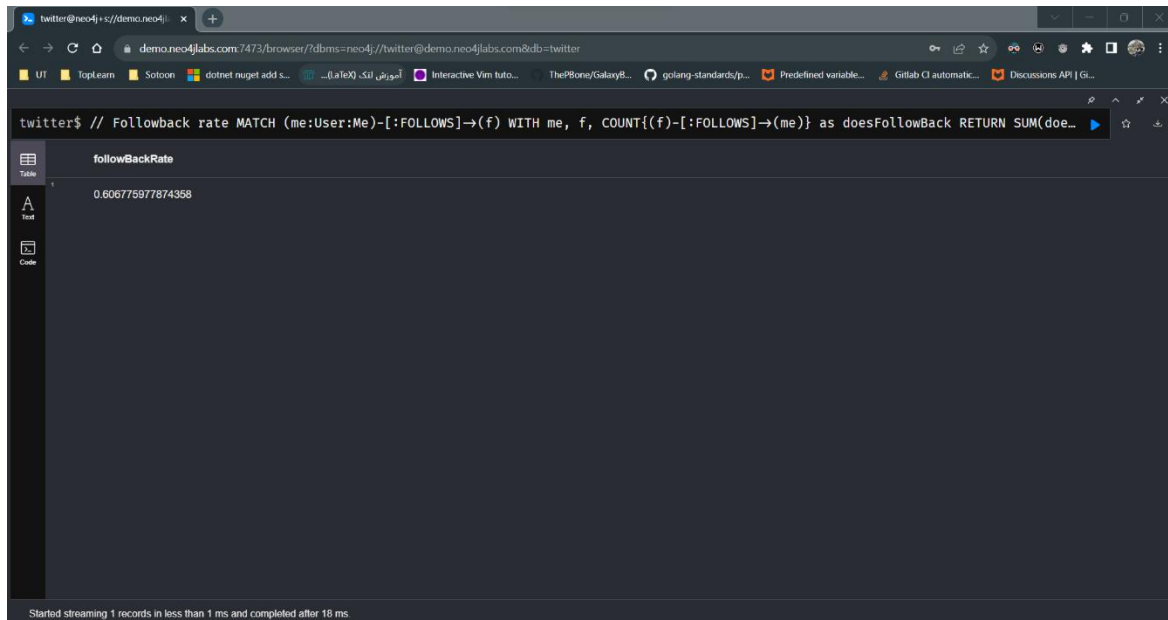 twitter@neo4j+s://demo.neo4jl
demo.neo4jlabs.com:7473/browser/?dbms=neo4j://twitter@demo.neo4jlabs.com&db=twitter
UT TopLearn Sotoon dotnet nuget add s... آموزش لتک (LaTeX)... Interactive Vim tuto... ThePBone/GalaxyB... golang-standards/p... Predefined variable... Gitlab CI automatic... Discussions API | Gi...
twitter$ // Followback rate MATCH (me:User:Me)-[:FOLLOWS]→(f) WITH me, f, COUNT{(f)-[:FOLLOWS]→(me)} as doesFollowBack RETURN SUM(doe…
followBackRate
Table
1
0.606775977874358
A
Text
Code
Started streaming 1 records in less than 1 ms and completed after 18 ms.